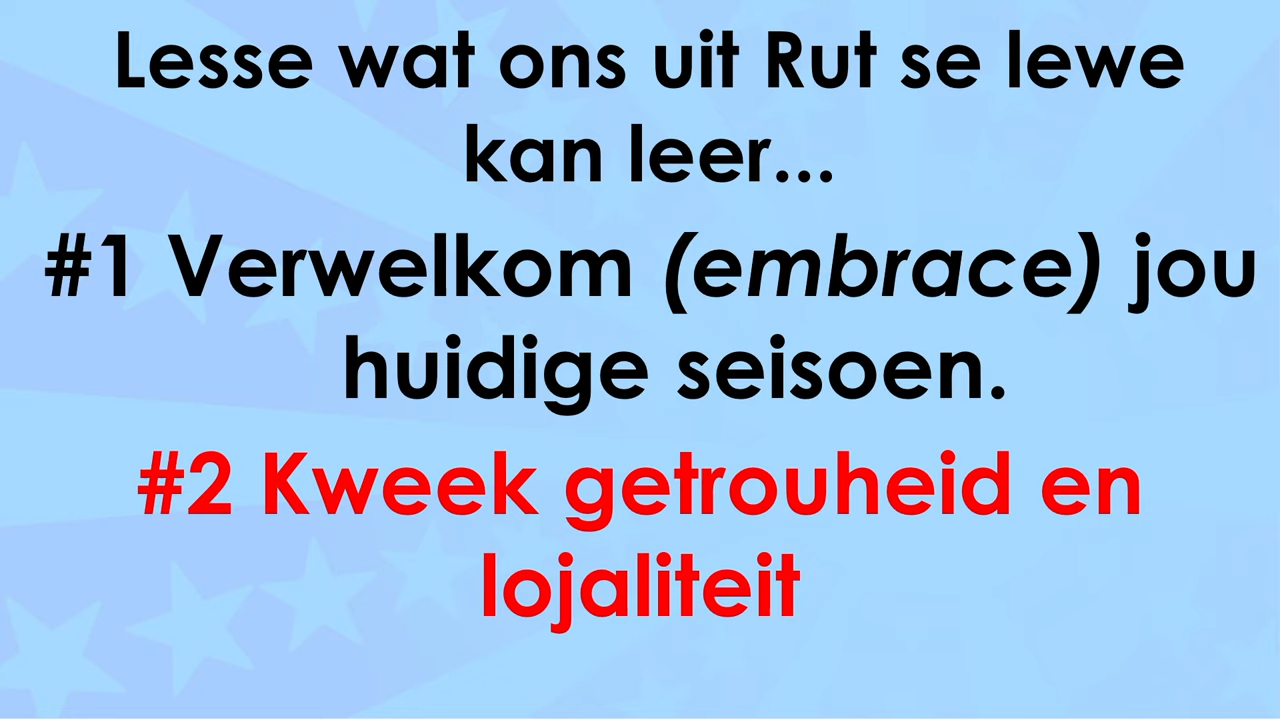 Lesse wat ons uit Rut se lewe
kan leer...
#1 Verwelkom (embrace) jou
huidige seisoen.
#2 Kweek getrouheid en
lojaliteit